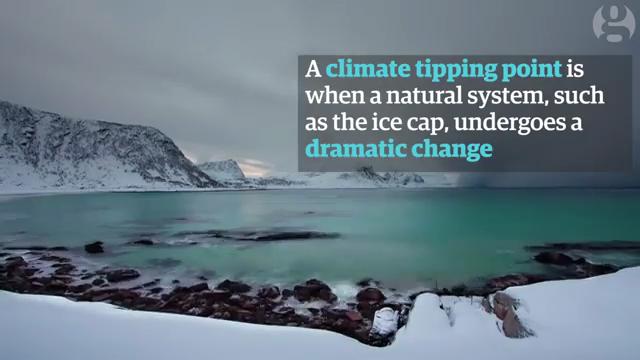 A climate tipping point is
when a natural system, such
as the ice cap, undergoes a
dramatic change